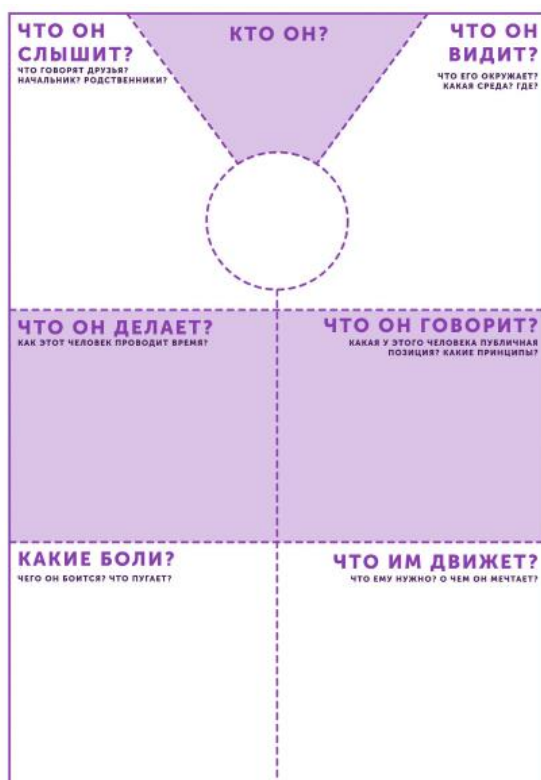 ЧТО ОН
СЛЫШИТ?
ЧТО ГОВОРЯТ ДРУЗЬЯ?
НАЧАЛЬНИК? РОДСТВЕННИКИ?
КТО ОН?
ЧТО ОН
ВИДИТ?
ЧТО ЕГО ОКРУЖАЕТ?
КАКАЯ СРЕДА? ГДЕ?
ЧТО ОН ДЕЛАЕТ?
КАК ЭТОТ ЧЕЛОВЕК ПРОВОДИТ ВРЕМЯ?
ЧТО ОН ГОВОРИТ?
КАКАЯ У ЭТОГО ЧЕЛОВЕКА ПУБЛИЧНАЯ
ПОЗИЦИЯ? КАКИЕ ПРИНЦИПЫ?
КАКИЕ БОЛИ?
ЧЕГО ОН БОИТСЯ? ЧТО ПУГАЕТ?
ЧТО ИМ ДВИЖЕТ?
ЧТО ЕМУ НУЖНО? О ЧЕМ ОН МЕЧТАЕТ?